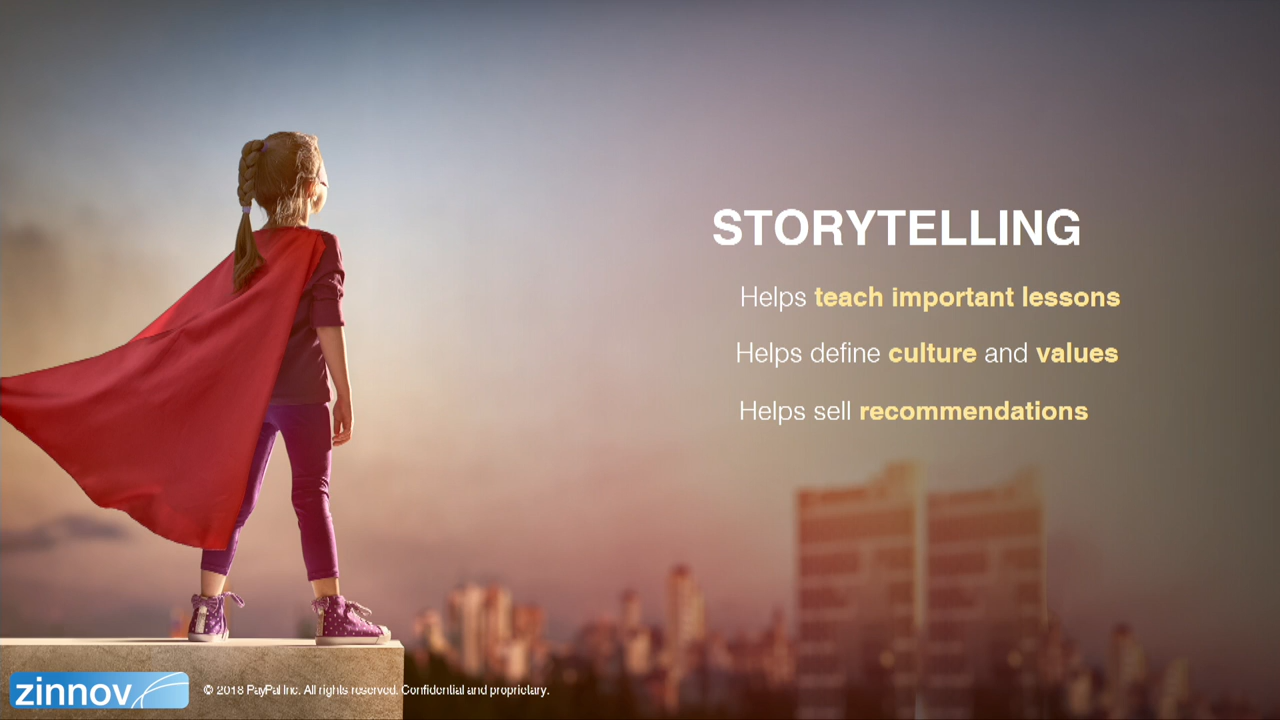 STORYTELLING
Helps teach important lessons
Helps define culture and values
Helps sell recommendations
zinnov
© 2018 PayPal Inc. All rights reserved. Confidential and proprietary.